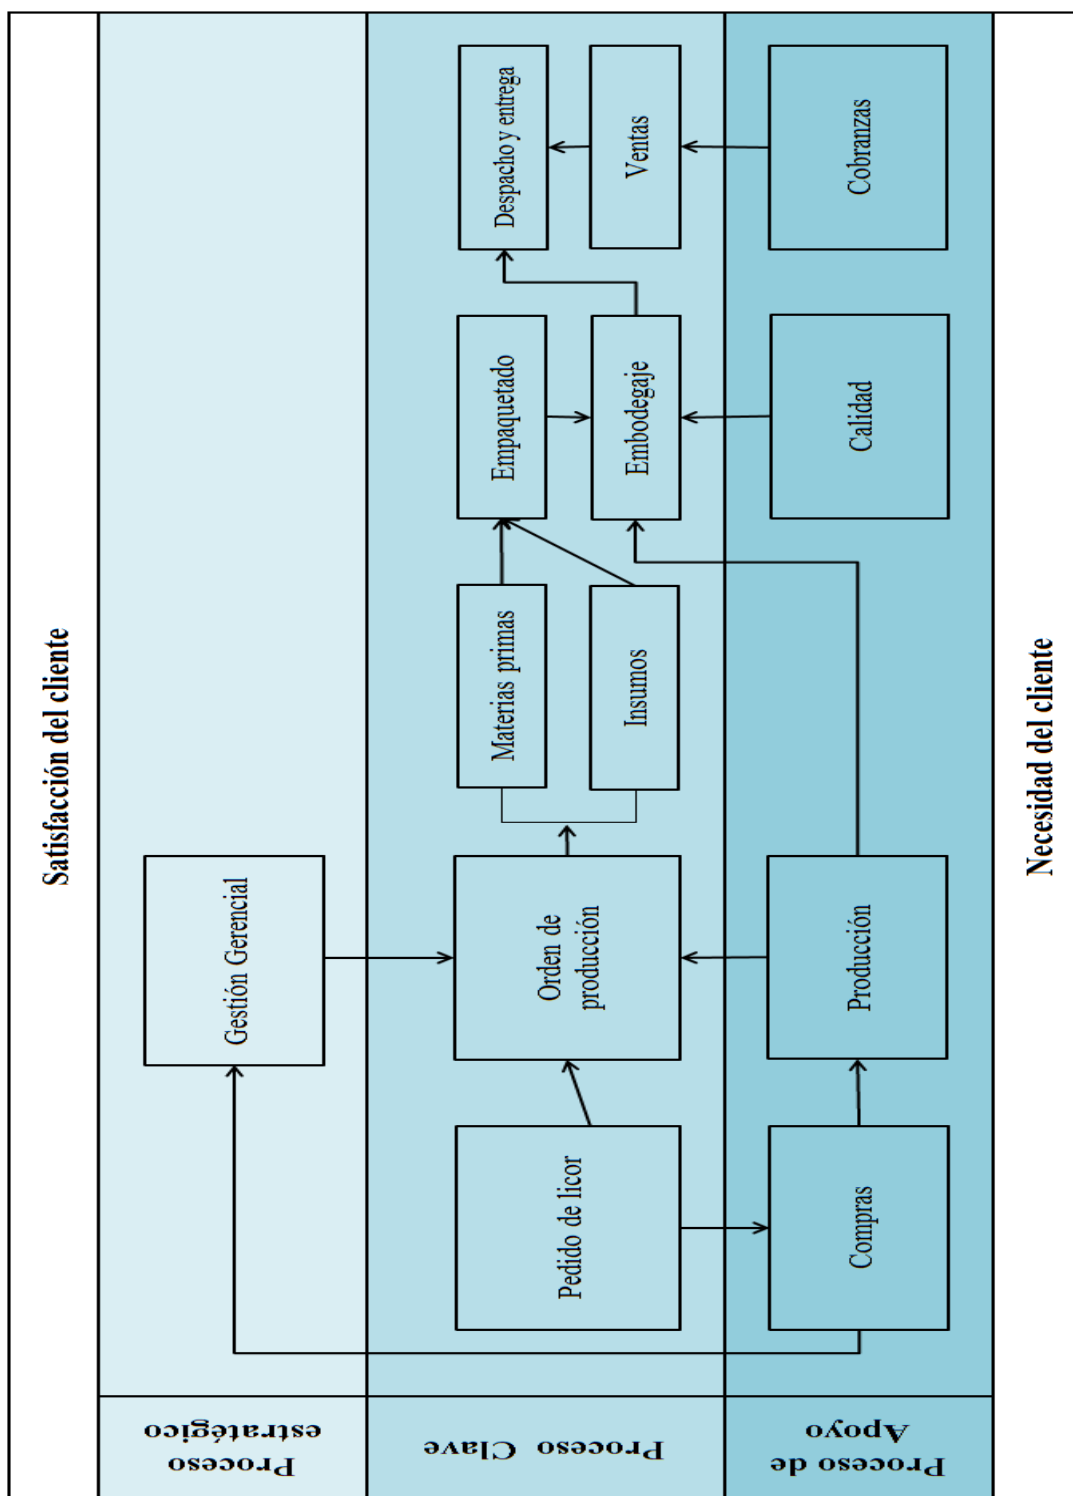 Satisfacción del cliente
Proceso
estratégico
Gestión Gerencial
Proceso Clave
Pedido de licor
Orden de
producción
Materias primas
Insumos
Empaquetado
Embodegaje
Despacho y entrega
Ventas
Proceso de
Apoyo
Compras
Producción
Calidad
Cobranzas
Necesidad del cliente